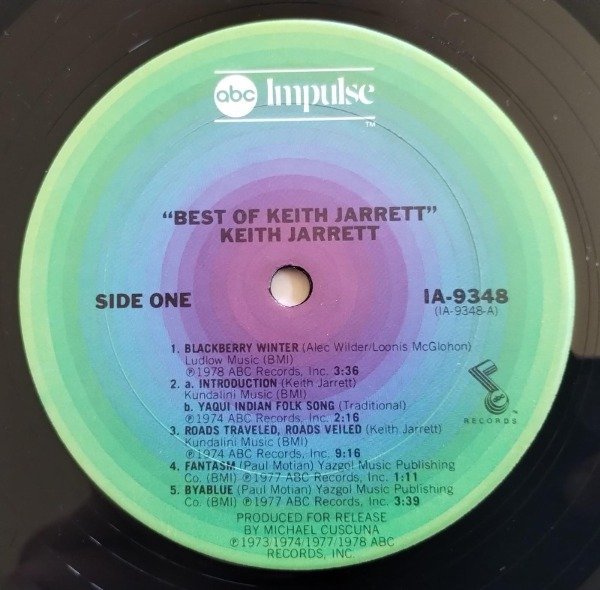 abc Impulse
TM
"BEST OF KEITH JARRETT"
KEITH JARRETT
SIDE ONE
IA-9348
(IA-9348-A)
1. BLACKBERRY WINTER (Alec Wilder/Loonis McGlohon)
Ludlow Music (BMI)
℗1978 ABC Records, Inc. 3:36
2. a. INTRODUCTION (Keith Jarrett)
Kundalini Music (BMI)
b. YAQUI INDIAN FOLK SONG (Traditional)
℗1974 ABC Records, Inc. 2:16
3. ROADS TRAVELED, ROADS VEILED (Keith Jarrett)
Kundalini Music (BMI)
℗1974 ABC Records, Inc. 9:16
4. FANTASM (Paul Motian) Yazgol Music Publishing
Co. (BMI) ℗1977 ABC Records, Inc. 1:11
5. BYABLUE (Paul Motian) Yazgol Music Publishing
Co. (BMI) ℗1977 ABC Records, Inc. 3:39
abc
TM
RECORDS
PRODUCED FOR RELEASE
BY MICHAEL CUSCUNA
℗1973/1974/1977/1978 ABC
RECORDS, INC.